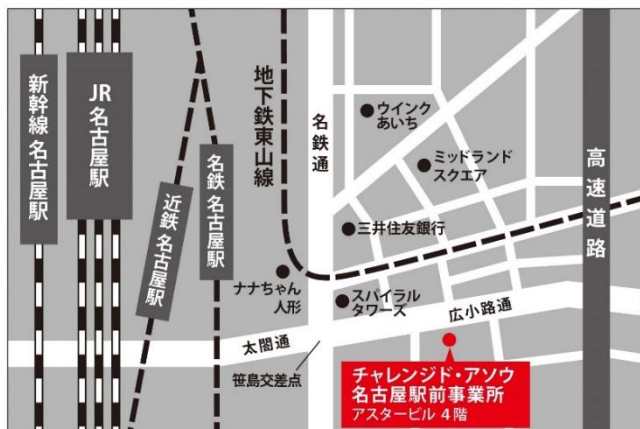 新幹線 名古屋駅
JR 名古屋駅
近鉄 名古屋駅
名鉄 名古屋駅
地下鉄東山線
名鉄通
高速道路
ウインク
あいち
ミッドランド
スクエア
三井住友銀行
ナナちゃん
人形
スパイラル
タワーズ
広小路通
太閤通
笹島交差点
チャレンジド・アソウ
名古屋駅前事業所
アスタービル 4階